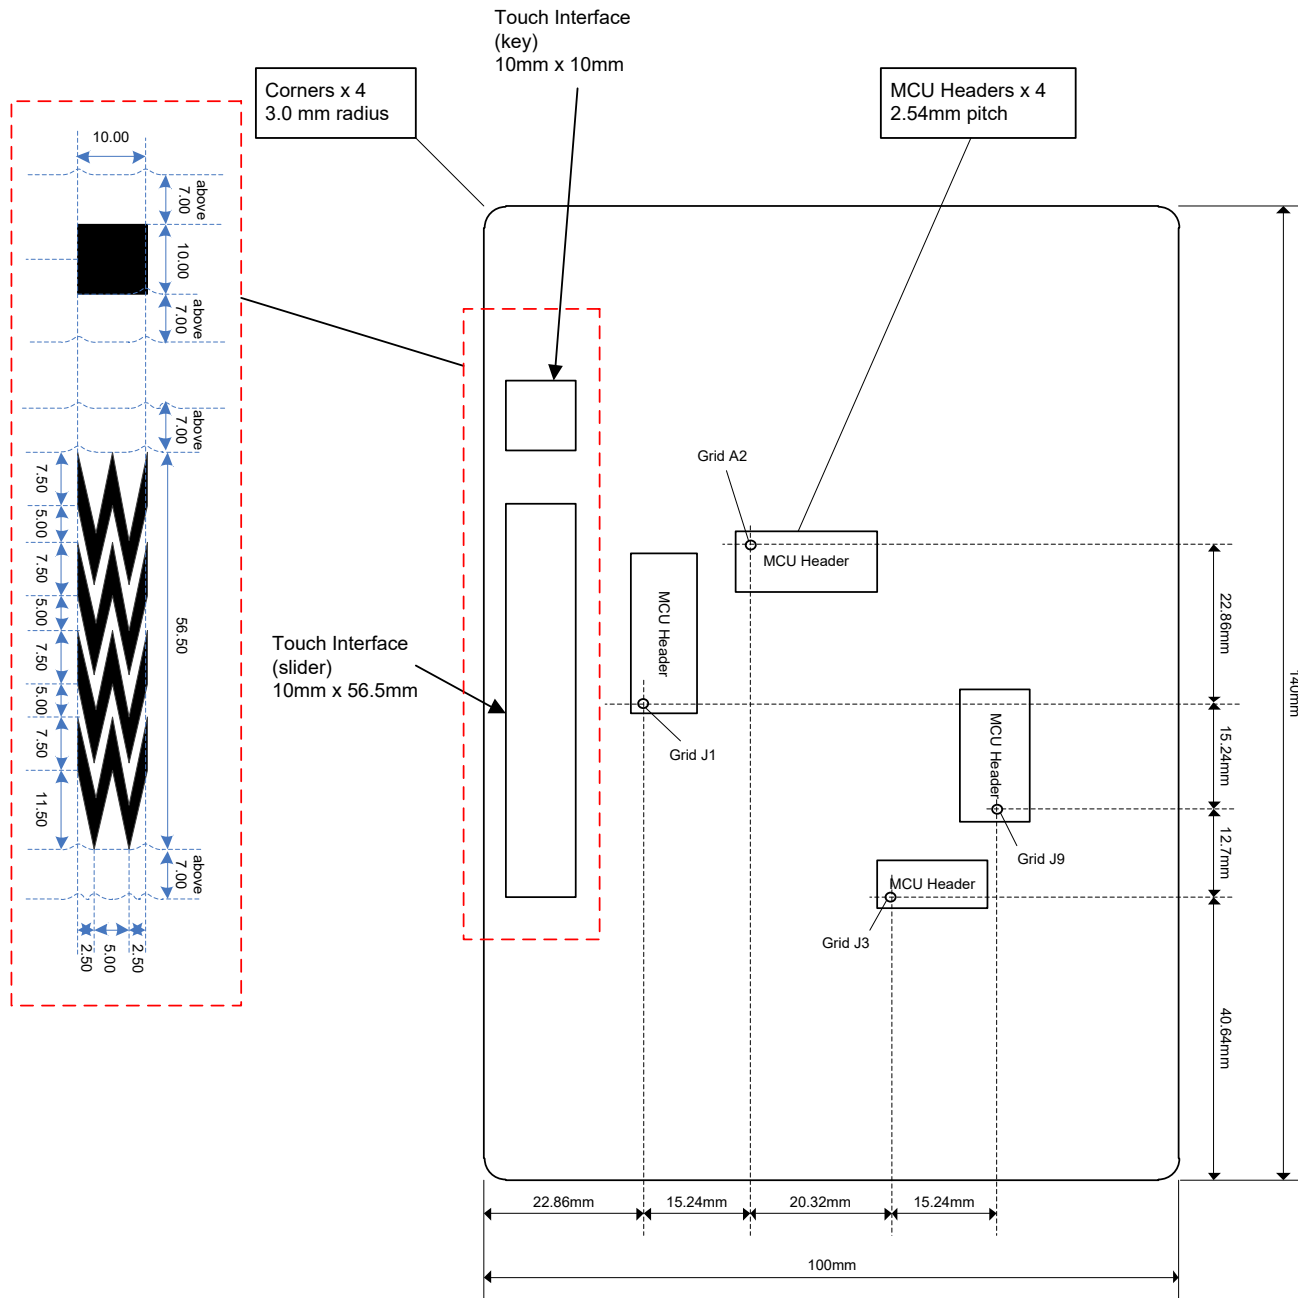 Touch Interface
(key)
10mm x 10mm
Corners x 4
3.0 mm radius
MCU Headers x 4
2.54mm pitch
10.00
above
7.00
10.00
above
7.00
above
7.00
7.50
5.00
7.50
5.00
7.50
5.00
7.50
11.50
56.50
above
7.00
2.50
5.00
2.50
Touch Interface
(slider)
10mm x 56.5mm
Grid A2
MCU Header
MCU Header
Grid J1
MCU Header
Grid J9
MCU Header
Grid J3
22.86mm
15.24mm
12.7mm
40.64mm
140mm
22.86mm
15.24mm
20.32mm
15.24mm
100mm